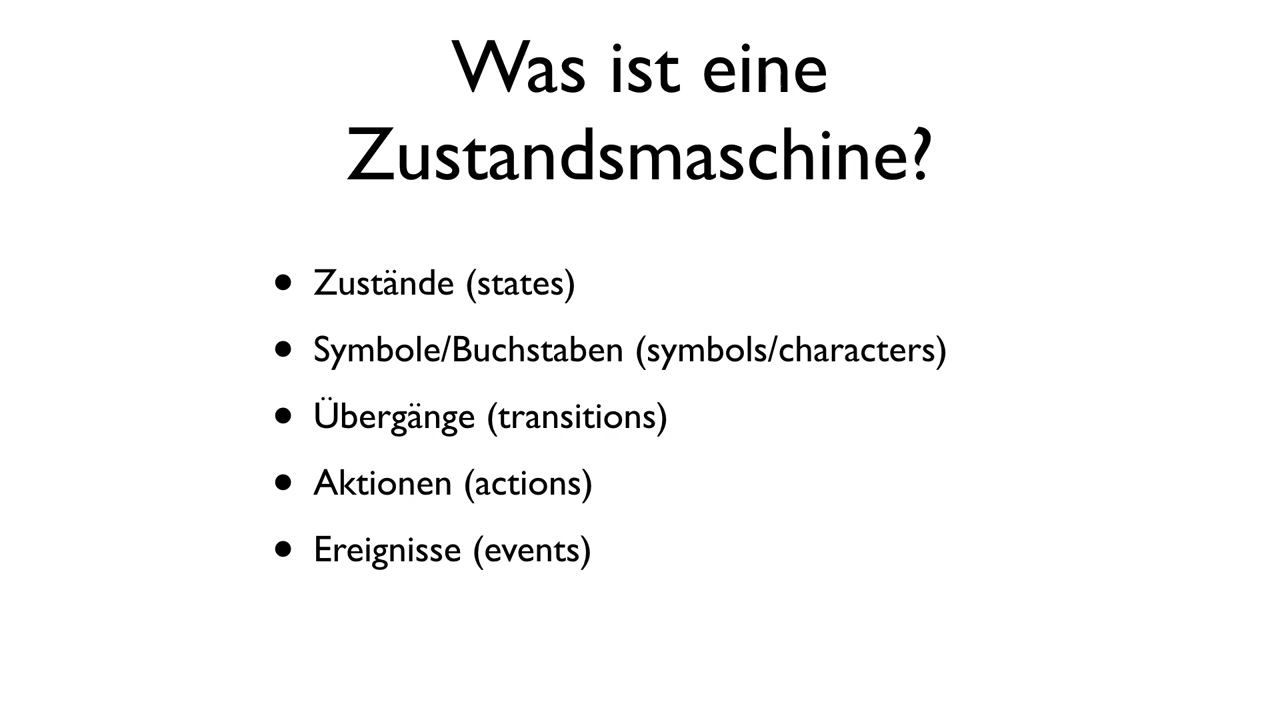 Was ist eine
Zustandsmaschine?
• Zustände (states)
• Symbole/Buchstaben (symbols/characters)
• Übergänge (transitions)
• Aktionen (actions)
• Ereignisse (events)